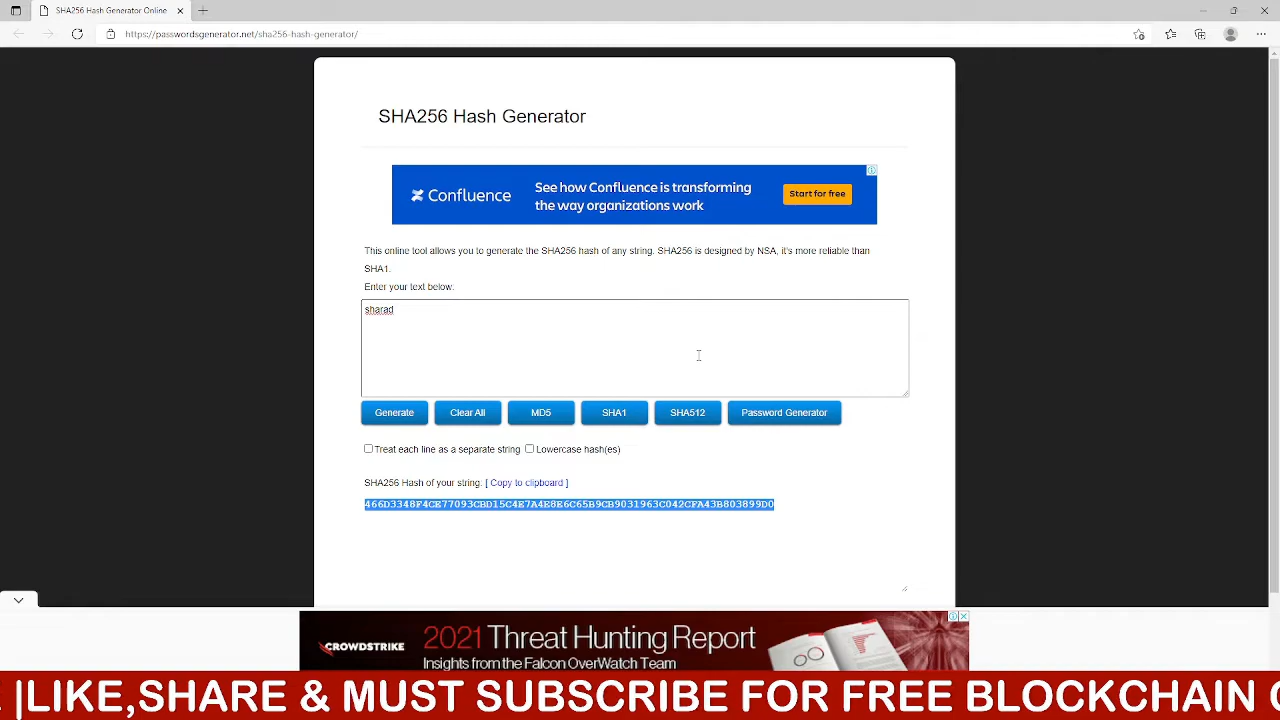 SHA256 Hash Generator Online
https://passwordsgenerator.net/sha256-hash-generator/
SHA256 Hash Generator
Confluence
See how Confluence is transforming
the way organizations work
Start for free
This online tool allows you to generate the SHA256 hash of any string. SHA256 is designed by NSA, it's more reliable than
SHA1.
Enter your text below:
sharad
Generate Clear All MD5 SHA1 SHA512 Password Generator
Treat each line as a separate string Lowercase hash(es)
SHA256 Hash of your string: [ Copy to clipboard ]
466D3348F4CE77093CBD15C4E7A4E8E6C65B9CB9031963C042CFA43B803899D0
CROWDSTRIKE
2021 Threat Hunting Report
Insights from the Falcon OverWatch Team
E |LIKE,SHARE & MUST SUBSCRIBE FOR FREE BLOCKCHAIN